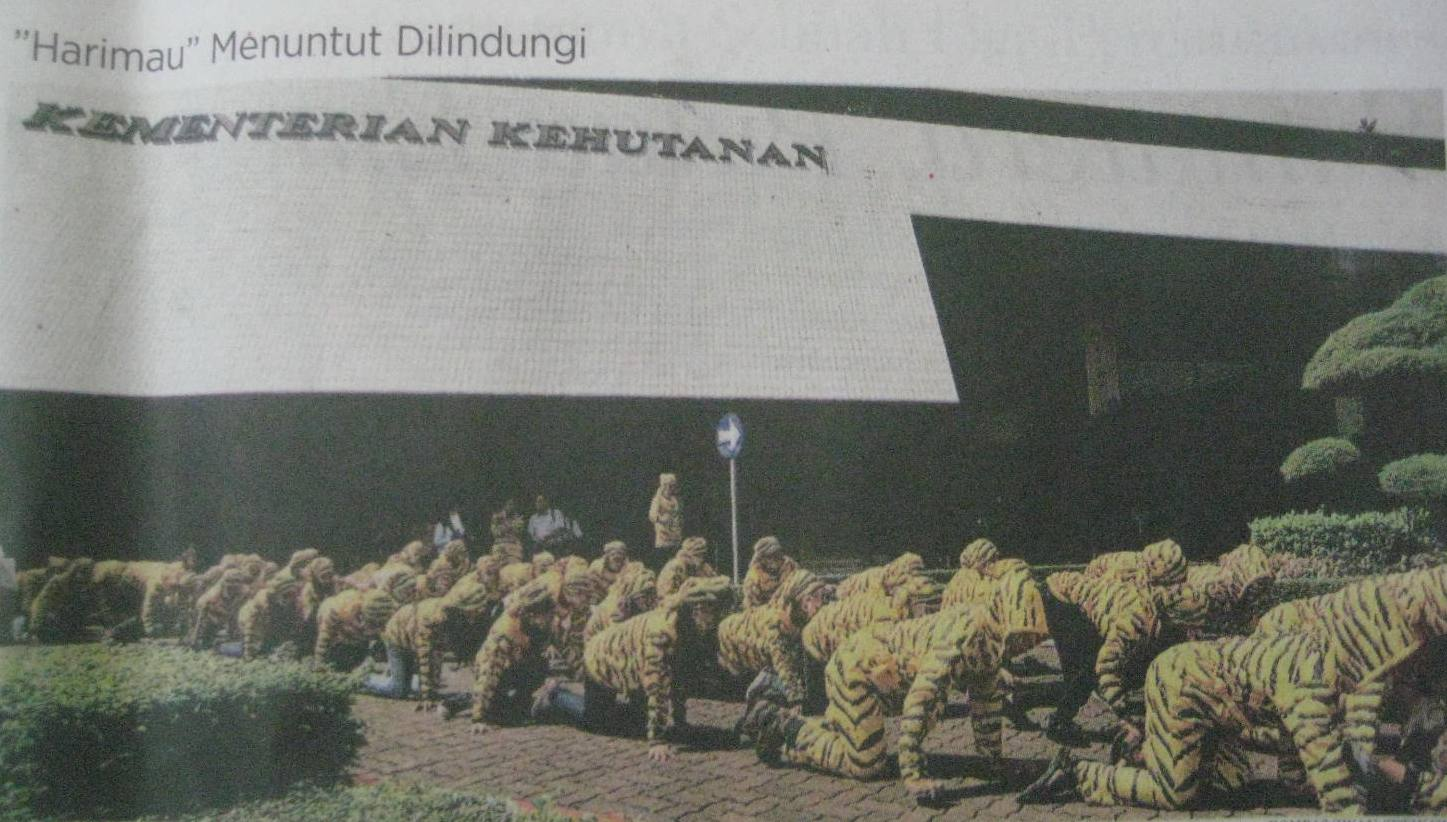 ”Harimau” Menuntut Dilindungi
KEMENTERIAN KEHUTANAN